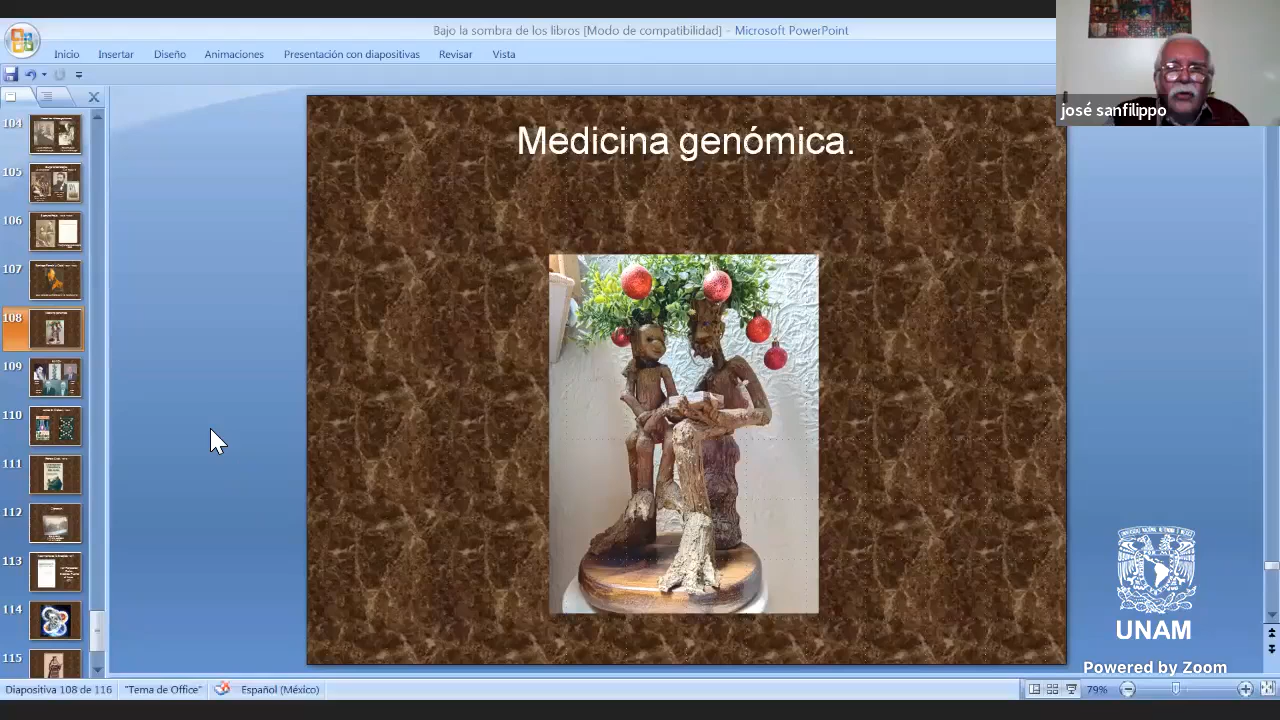 Bajo la sombra de los libros [Modo de compatibilidad] - Microsoft PowerPoint
Inicio Insertar Diseño Animaciones Presentación con diapositivas Revisar Vista
josé sanfilippo
104
105
106
107
108
109
110
111
112
113
114
115
Medicina genómica.
UNAM
Powered by Zoom
Diapositiva 108 de 116 "Tema de Office" Español (México) 79%